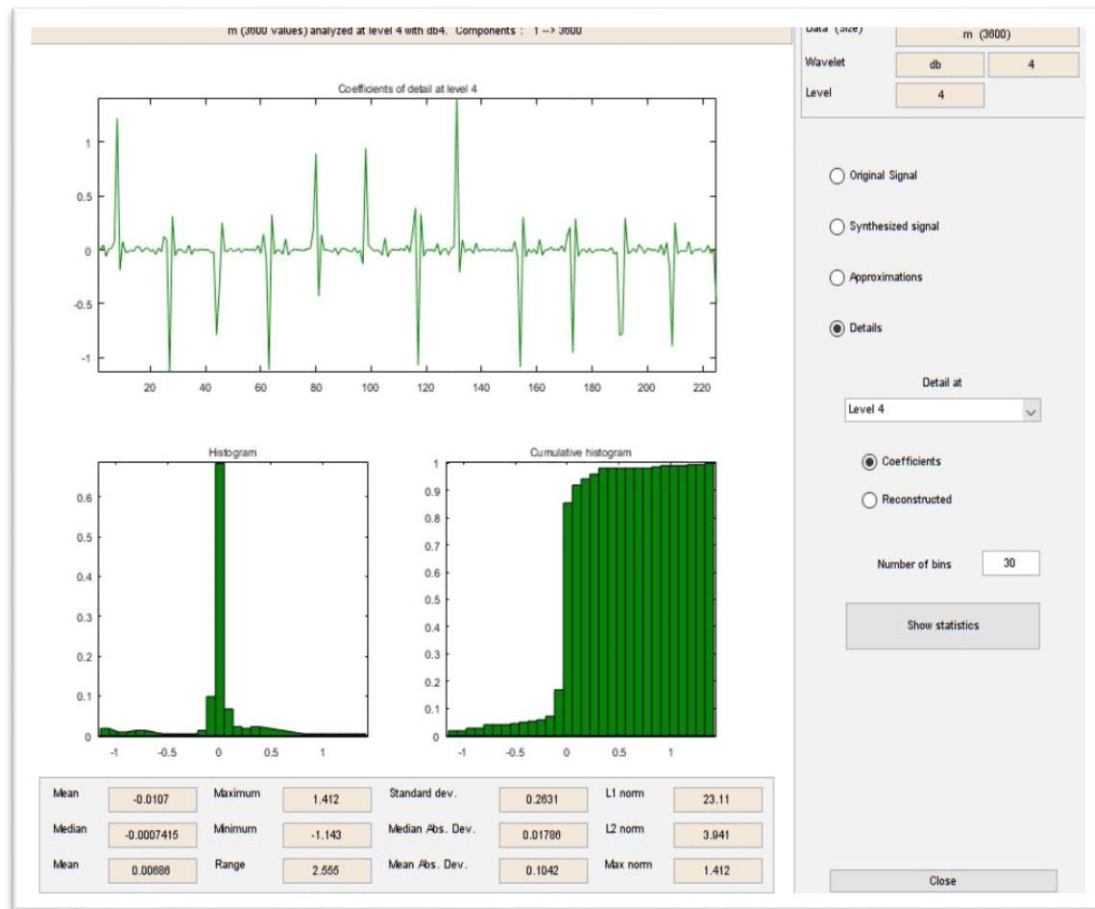 m (3600 values) analyzed at level 4 with db4. Components : 1 --> 3600
Data (Size) m (3600)
Wavelet db 4
Level 4
Coefficients of detail at level 4
1
0.5
0
-0.5
-1
20 40 60 80 100 120 140 160 180 200 220
Original Signal
Synthesized signal
Approximations
Details
Detail at
Level 4
Coefficients
Reconstructed
Number of bins 30
Show statistics
Close
Histogram
0.6
0.5
0.4
0.3
0.2
0.1
0
-1 -0.5 0 0.5 1
Cumulative histogram
1
0.9
0.8
0.7
0.6
0.5
0.4
0.3
0.2
0.1
0
-1 -0.5 0 0.5 1
Mean -0.0107 Maximum 1.412 Standard dev. 0.2631 L1 norm 23.11
Median -0.0007415 Minimum -1.143 Median Abs. Dev. 0.01786 L2 norm 3.941
Mean 0.00686 Range 2.555 Mean Abs. Dev. 0.1042 Max norm 1.412